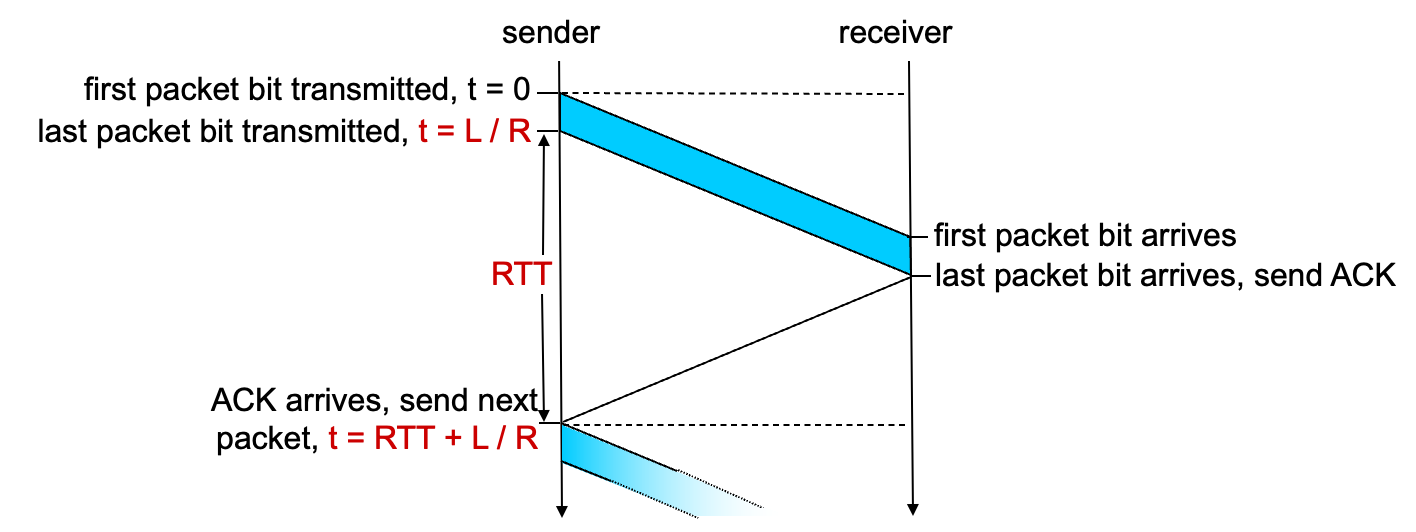 sender
receiver
first packet bit transmitted, t = 0
last packet bit transmitted, t = L / R
first packet bit arrives
RTT
last packet bit arrives, send ACK
ACK arrives, send next
packet, t = RTT + L / R